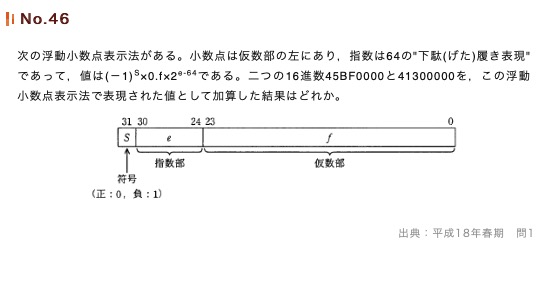 No.46
次の浮動小数点表示法がある。小数点は仮数部の左にあり，指数は64の"下駄(げた)履き表現"
であって，値は(－1)ˢ×0.f×2ᵉ⁻⁶⁴である。二つの16進数45BF0000と41300000を，この浮動
小数点表示法で表現された値として加算した結果はどれか。
31 30 24 23 0
S e f
指数部 仮数部
符号
(正：0，負：1)
出典：平成18年春期　問1